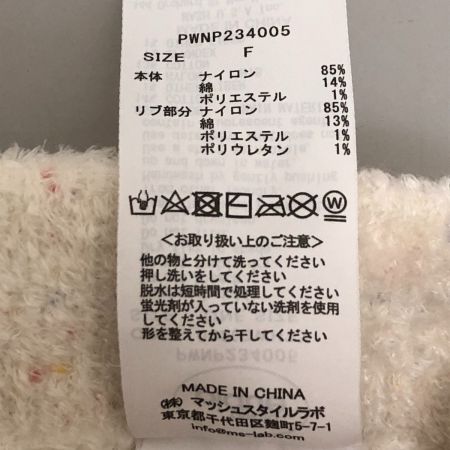 PWNP234005
SIZE F
本体 ナイロン 85%
綿 14%
ポリエステル 1%
リブ部分 ナイロン 85%
綿 13%
ポリエステル 1%
ポリウレタン 1%
W
<お取り扱い上のご注意>
他の物と分けて洗ってください
押し洗いをしてください
脱水は短時間で処理してください
蛍光剤が入っていない洗剤を使用
してください
形を整えてから干してください
MADE IN CHINA
(株)マッシュスタイルラボ
東京都千代田区麹町5-7-1
info@ms-lab.com